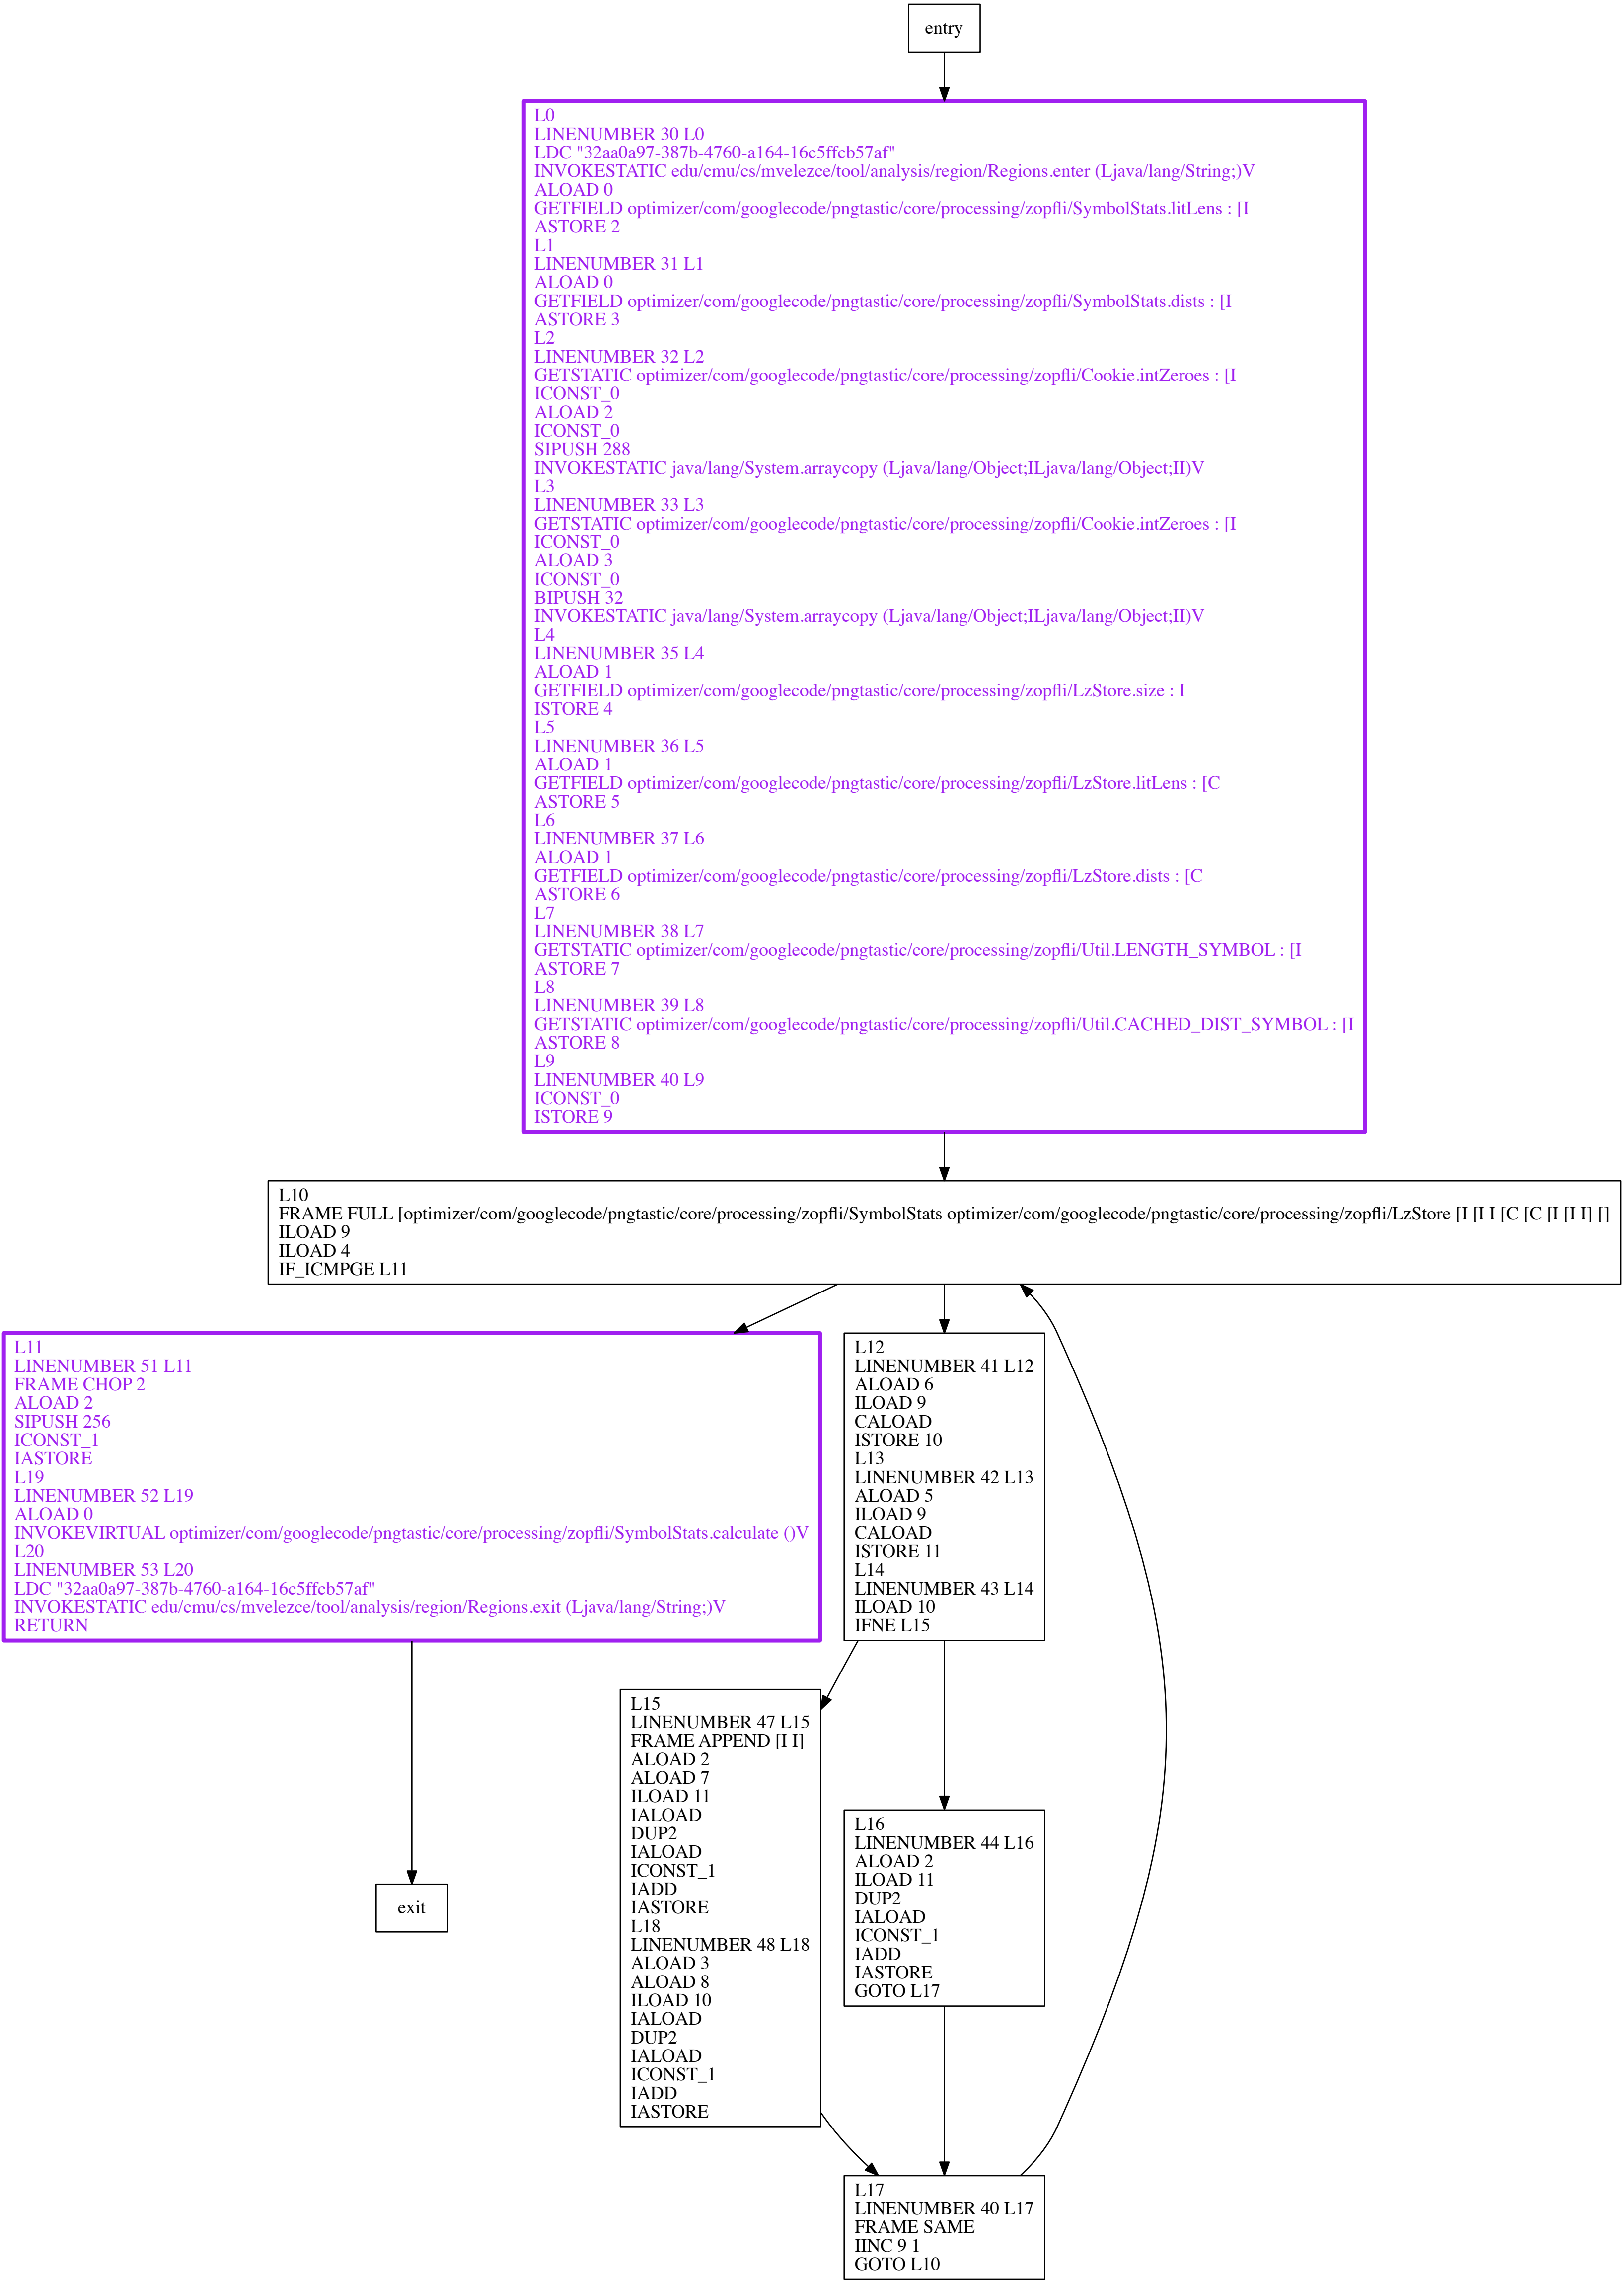 entry
L0
LINENUMBER 30 L0
LDC "32aa0a97-387b-4760-a164-16c5ffcb57af"
INVOKESTATIC edu/cmu/cs/mvelezce/tool/analysis/region/Regions.enter (Ljava/lang/String;)V
ALOAD 0
GETFIELD optimizer/com/googlecode/pngtastic/core/processing/zopfli/SymbolStats.litLens : [I
ASTORE 2
L1
LINENUMBER 31 L1
ALOAD 0
GETFIELD optimizer/com/googlecode/pngtastic/core/processing/zopfli/SymbolStats.dists : [I
ASTORE 3
L2
LINENUMBER 32 L2
GETSTATIC optimizer/com/googlecode/pngtastic/core/processing/zopfli/Cookie.intZeroes : [I
ICONST_0
ALOAD 2
ICONST_0
SIPUSH 288
INVOKESTATIC java/lang/System.arraycopy (Ljava/lang/Object;ILjava/lang/Object;II)V
L3
LINENUMBER 33 L3
GETSTATIC optimizer/com/googlecode/pngtastic/core/processing/zopfli/Cookie.intZeroes : [I
ICONST_0
ALOAD 3
ICONST_0
BIPUSH 32
INVOKESTATIC java/lang/System.arraycopy (Ljava/lang/Object;ILjava/lang/Object;II)V
L4
LINENUMBER 35 L4
ALOAD 1
GETFIELD optimizer/com/googlecode/pngtastic/core/processing/zopfli/LzStore.size : I
ISTORE 4
L5
LINENUMBER 36 L5
ALOAD 1
GETFIELD optimizer/com/googlecode/pngtastic/core/processing/zopfli/LzStore.litLens : [C
ASTORE 5
L6
LINENUMBER 37 L6
ALOAD 1
GETFIELD optimizer/com/googlecode/pngtastic/core/processing/zopfli/LzStore.dists : [C
ASTORE 6
L7
LINENUMBER 38 L7
GETSTATIC optimizer/com/googlecode/pngtastic/core/processing/zopfli/Util.LENGTH_SYMBOL : [I
ASTORE 7
L8
LINENUMBER 39 L8
GETSTATIC optimizer/com/googlecode/pngtastic/core/processing/zopfli/Util.CACHED_DIST_SYMBOL : [I
ASTORE 8
L9
LINENUMBER 40 L9
ICONST_0
ISTORE 9
L10
FRAME FULL [optimizer/com/googlecode/pngtastic/core/processing/zopfli/SymbolStats optimizer/com/googlecode/pngtastic/core/processing/zopfli/LzStore [I [I I [C [C [I [I I] []
ILOAD 9
ILOAD 4
IF_ICMPGE L11
L11
LINENUMBER 51 L11
FRAME CHOP 2
ALOAD 2
SIPUSH 256
ICONST_1
IASTORE
L19
LINENUMBER 52 L19
ALOAD 0
INVOKEVIRTUAL optimizer/com/googlecode/pngtastic/core/processing/zopfli/SymbolStats.calculate ()V
L20
LINENUMBER 53 L20
LDC "32aa0a97-387b-4760-a164-16c5ffcb57af"
INVOKESTATIC edu/cmu/cs/mvelezce/tool/analysis/region/Regions.exit (Ljava/lang/String;)V
RETURN
L12
LINENUMBER 41 L12
ALOAD 6
ILOAD 9
CALOAD
ISTORE 10
L13
LINENUMBER 42 L13
ALOAD 5
ILOAD 9
CALOAD
ISTORE 11
L14
LINENUMBER 43 L14
ILOAD 10
IFNE L15
L15
LINENUMBER 47 L15
FRAME APPEND [I I]
ALOAD 2
ALOAD 7
ILOAD 11
IALOAD
DUP2
IALOAD
ICONST_1
IADD
IASTORE
L18
LINENUMBER 48 L18
ALOAD 3
ALOAD 8
ILOAD 10
IALOAD
DUP2
IALOAD
ICONST_1
IADD
IASTORE
L16
LINENUMBER 44 L16
ALOAD 2
ILOAD 11
DUP2
IALOAD
ICONST_1
IADD
IASTORE
GOTO L17
exit
L17
LINENUMBER 40 L17
FRAME SAME
IINC 9 1
GOTO L10